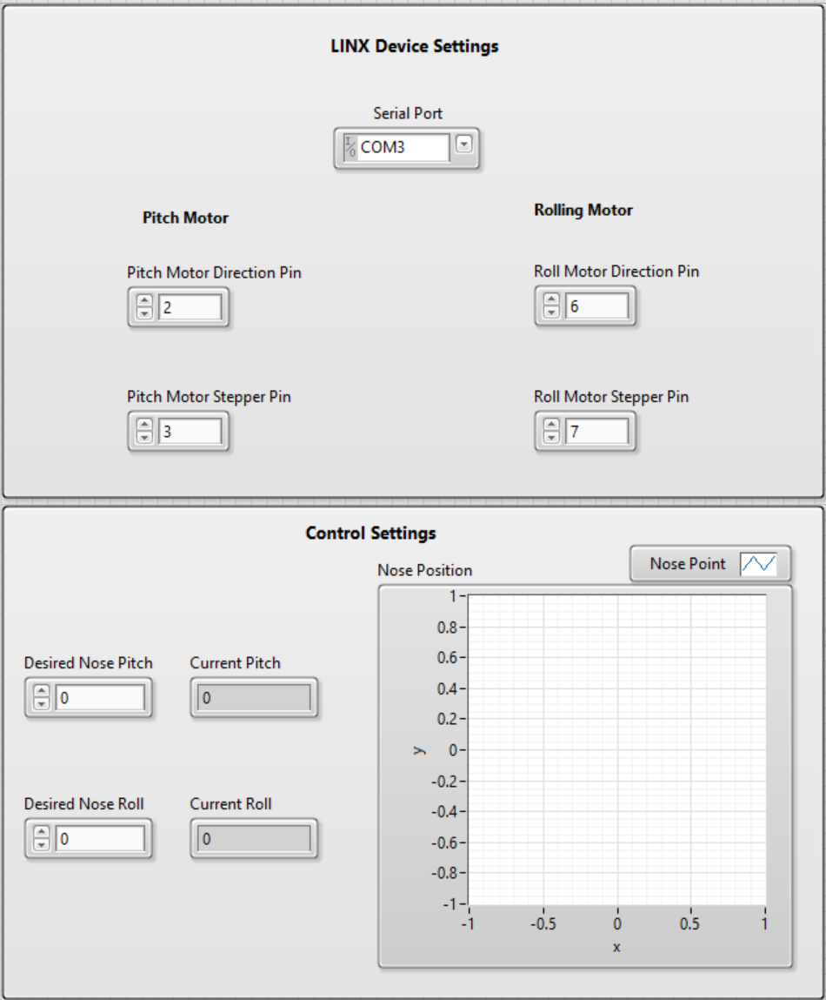 LINX Device Settings
Serial Port
I/O COM3
Pitch Motor
Rolling Motor
Pitch Motor Direction Pin
Roll Motor Direction Pin
2
6
Pitch Motor Stepper Pin
Roll Motor Stepper Pin
3
7
Control Settings
Nose Position
Nose Point
Desired Nose Pitch
Current Pitch
0
0
Desired Nose Roll
Current Roll
0
0
y
1
0.8
0.6
0.4
0.2
0
-0.2
-0.4
-0.6
-0.8
-1
-1
-0.5
0
0.5
1
x